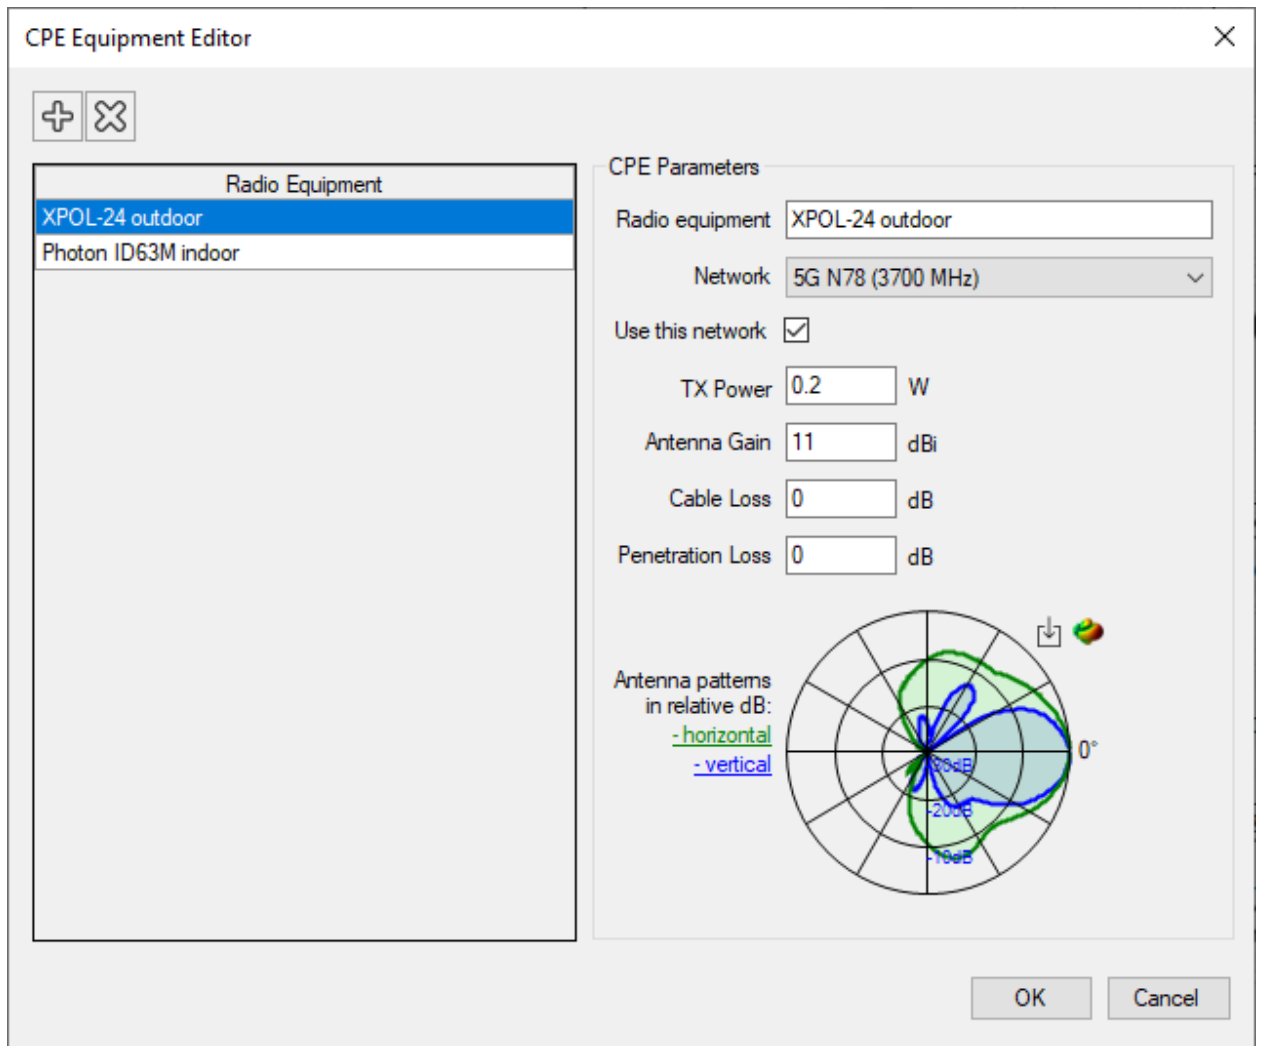 CPE Equipment Editor
Radio Equipment
XPOL-24 outdoor
Photon ID63M indoor
CPE Parameters
Radio equipment XPOL-24 outdoor
Network 5G N78 (3700 MHz)
Use this network
TX Power 0.2 W
Antenna Gain 11 dBi
Cable Loss 0 dB
Penetration Loss 0 dB
Antenna patterns
in relative dB:
- horizontal
- vertical
0°
-30dB
-20dB
-10dB
OK Cancel